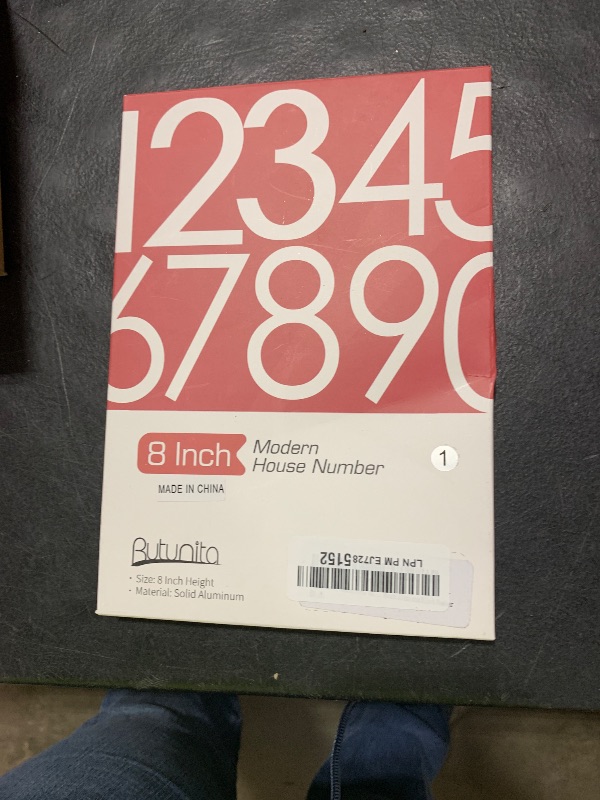 12345
67890
8 Inch
Modern
House Number
1
MADE IN CHINA
Butunita
• Size: 8 Inch Height
• Material: Solid Aluminum
LPN PM EJ7285152